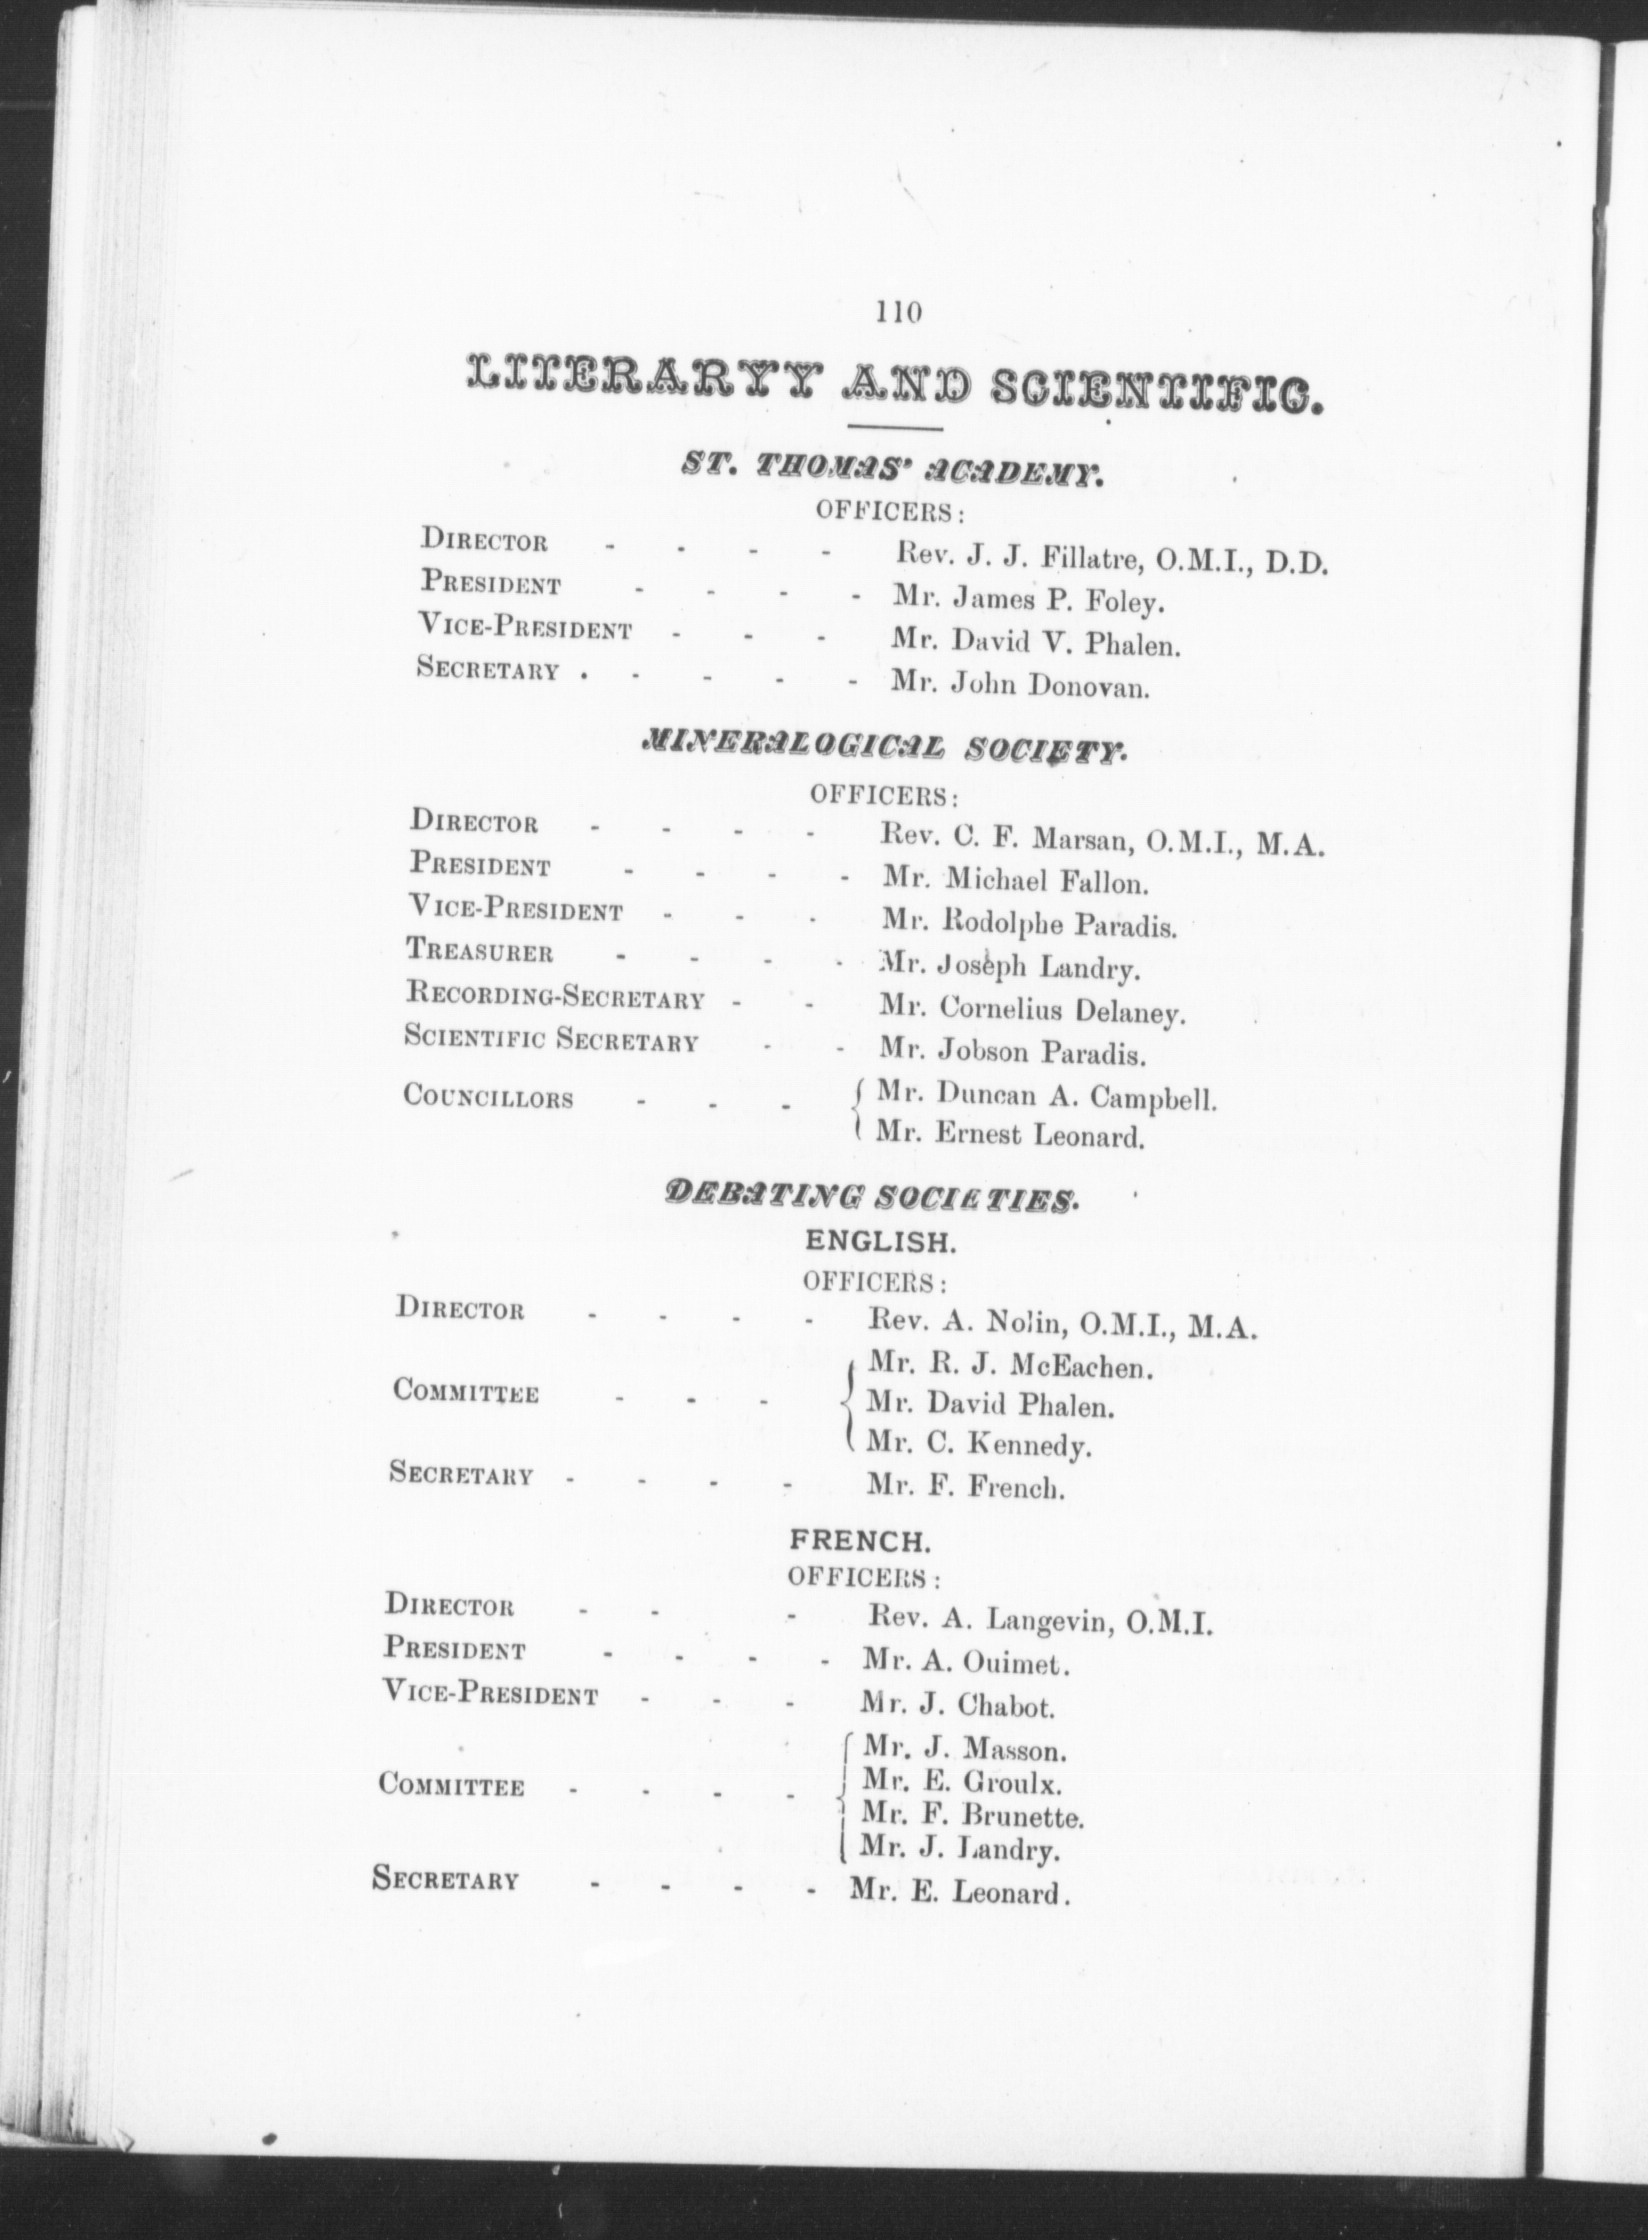 110
LITERARYY AND SCIENTIIFIC.
ST. THOMAS' ACADEMY.
OFFICERS:
DIRECTOR - - - - Rev. J. J. Fillatre, O.M.I., D.D.
PRESIDENT - - - - Mr. James P. Foley.
VICE-PRESIDENT - - - Mr. David V. Phalen.
SECRETARY . - - - - Mr. John Donovan.
MINERALOGICAL SOCIETY.
OFFICERS:
DIRECTOR - - - - Rev. C. F. Marsan, O.M.I., M.A.
PRESIDENT - - - - Mr. Michael Fallon.
VICE-PRESIDENT - - - Mr. Rodolphe Paradis.
TREASURER - - - - Mr. Joseph Landry.
RECORDING-SECRETARY - - Mr. Cornelius Delaney.
SCIENTIFIC SECRETARY - - Mr. Jobson Paradis.
COUNCILLORS - - - { Mr. Duncan A. Campbell.
Mr. Ernest Leonard.
DEBATING SOCIETIES.
ENGLISH.
OFFICERS:
DIRECTOR - - - - Rev. A. Nolin, O.M.I., M.A.
Mr. R. J. McEachen.
COMMITTEE - - - { Mr. David Phalen.
Mr. C. Kennedy.
SECRETARY - - - - Mr. F. French.
FRENCH.
OFFICERS:
DIRECTOR - - - Rev. A. Langevin, O.M.I.
PRESIDENT - - - - Mr. A. Ouimet.
VICE-PRESIDENT - - - Mr. J. Chabot.
Mr. J. Masson.
COMMITTEE - - - - { Mr. E. Groulx.
Mr. F. Brunette.
Mr. J. Landry.
SECRETARY - - - - Mr. E. Leonard.